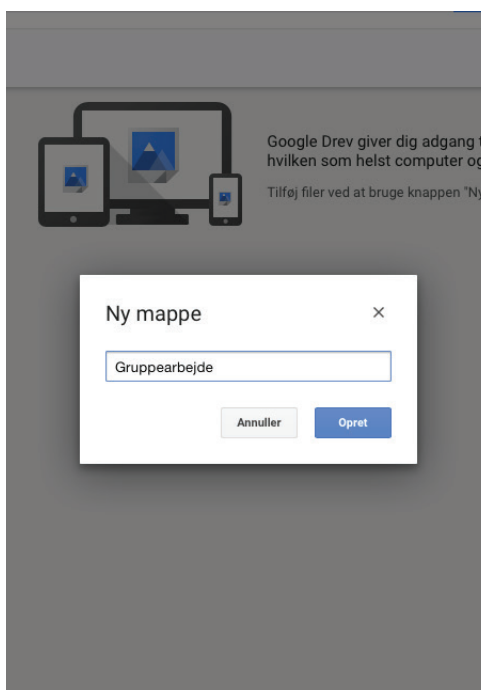 Google Drev giver dig adgang
hvilken som helst computer og
Tilføj filer ved at bruge knappen
Ny mappe
Gruppearbejde
Annuller
Opret